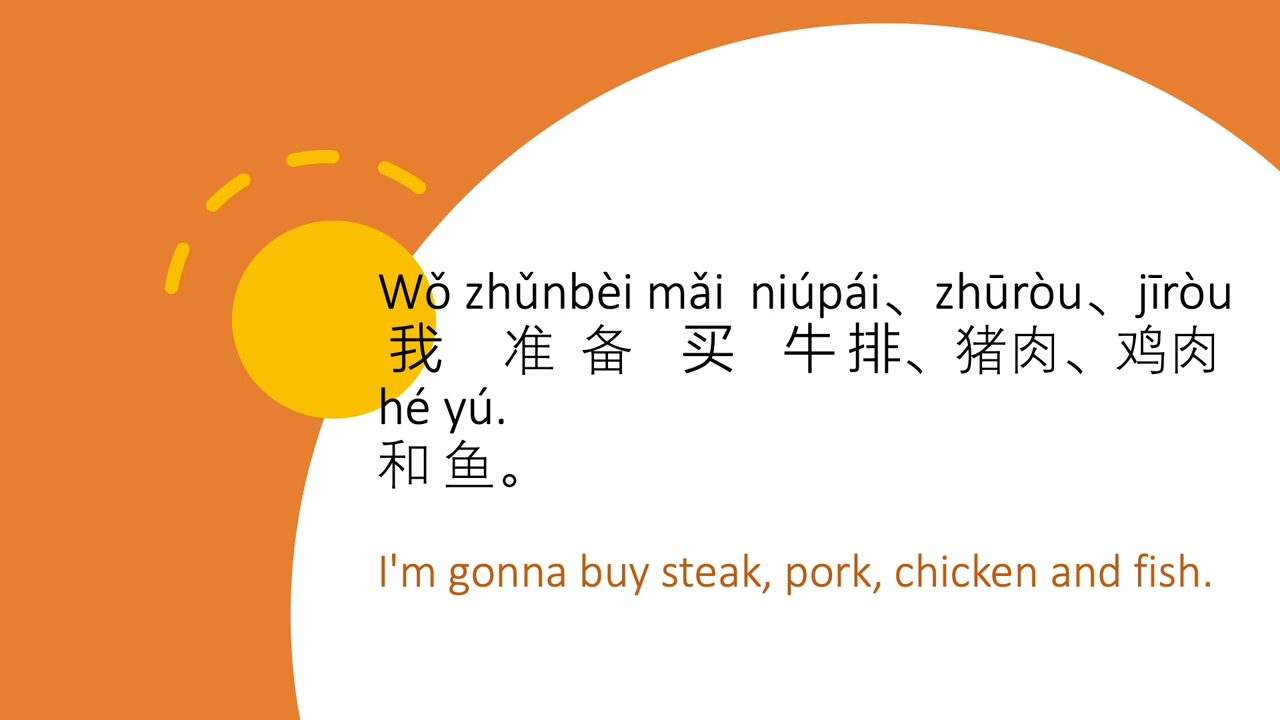 Wǒ zhǔnbèi mǎi niúpái、zhūròu、jīròu
我 准 备 买 牛 排、猪肉、鸡肉
hé yú.
和 鱼。
I'm gonna buy steak, pork, chicken and fish.